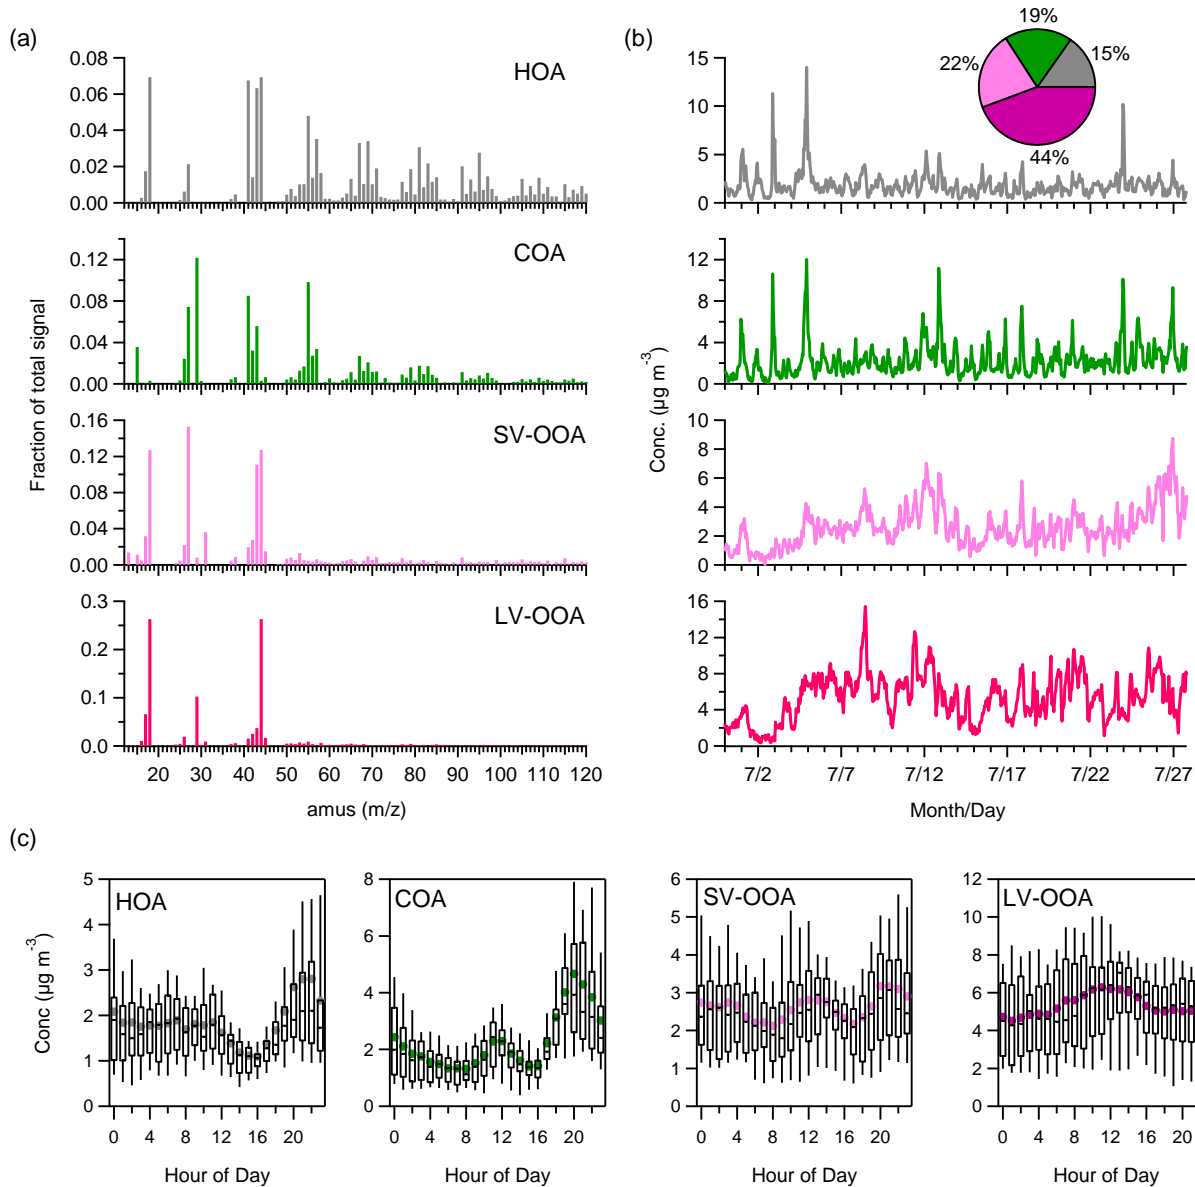 (a)
HOA
0.08
0.06
0.04
0.02
0.00
COA
0.12
0.08
0.04
0.00
SV-OOA
0.16
0.12
0.08
0.04
0.00
LV-OOA
0.3
0.2
0.1
0.0
Fraction of total signal
20 30 40 50 60 70 80 90 100 110 120
amus (m/z)
(b)
19%
15%
22%
44%
15
10
5
0
12
8
4
0
10
8
6
4
2
0
16
12
8
4
0
Conc. (µg m⁻³)
7/2 7/7 7/12 7/17 7/22 7/27
Month/Day
(c)
HOA
5
4
3
2
1
0
Conc (µg m⁻³)
0 4 8 12 16 20
Hour of Day
COA
8
6
4
2
0
0 4 8 12 16 20
Hour of Day
SV-OOA
6
5
4
3
2
1
0
0 4 8 12 16 20
Hour of Day
LV-OOA
12
10
8
6
4
2
0
0 4 8 12 16 20
Hour of Day